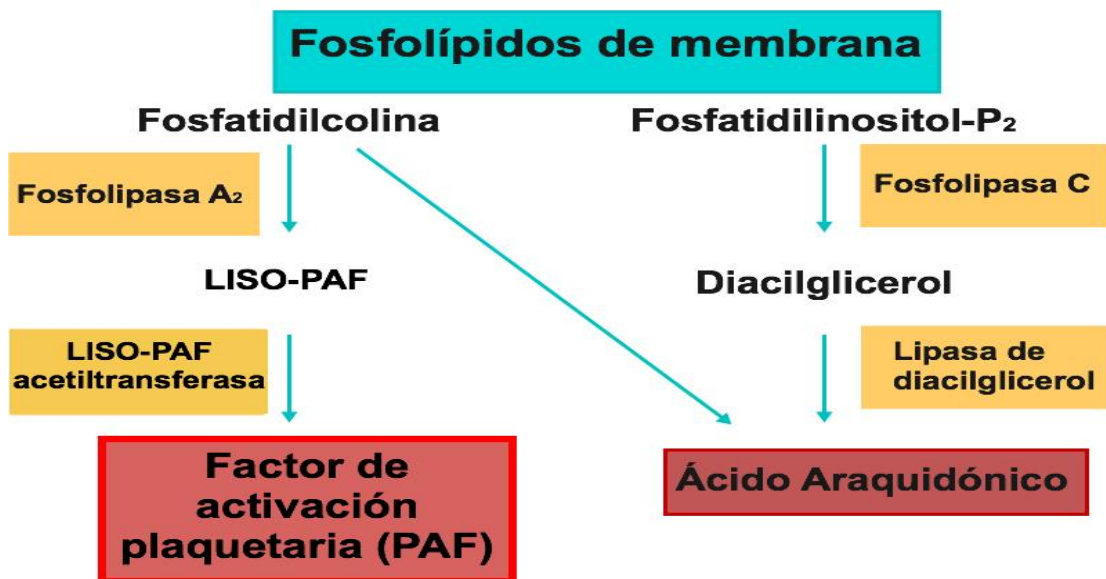 Fosfolípidos de membrana
Fosfatidilcolina
Fosfatidilinositol-P₂
Fosfolipasa A₂
Fosfolipasa C
LISO-PAF
Diacilglicerol
LISO-PAF
acetiltransferasa
Lipasa de
diacilglicerol
Factor de
activación
plaquetaria (PAF)
Ácido Araquidónico